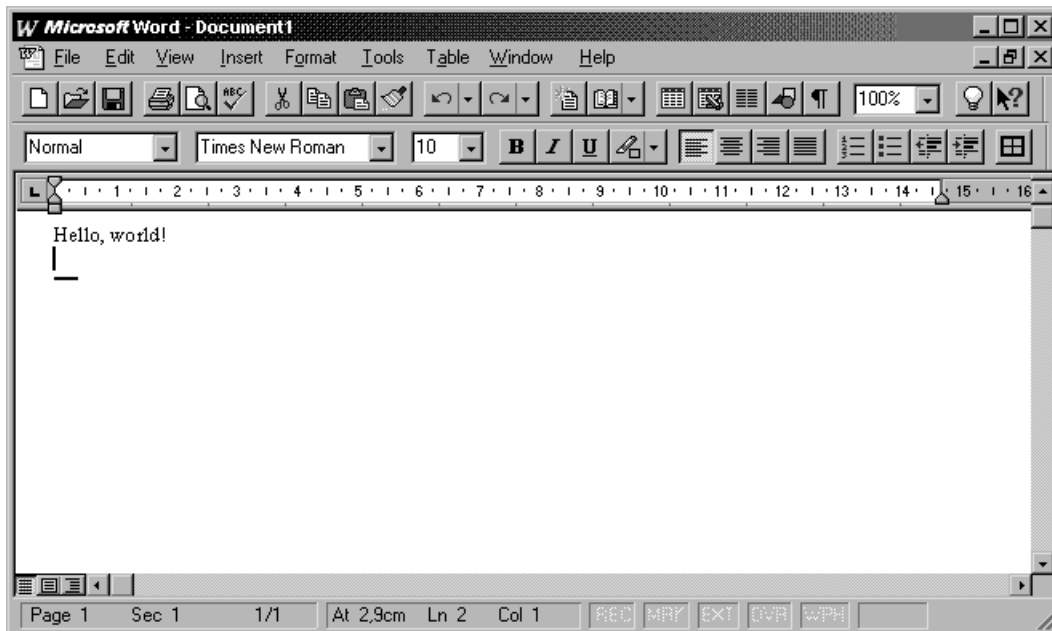 Microsoft Word - Document1
File Edit View Insert Format Tools Table Window Help
ABC 100% ?
Normal Times New Roman 10 B I U
1 2 3 4 5 6 7 8 9 10 11 12 13 14 15 16
Hello, world!
Page 1 Sec 1 1/1 At 2,9cm Ln 2 Col 1 REC MRK EXT OVR WPH